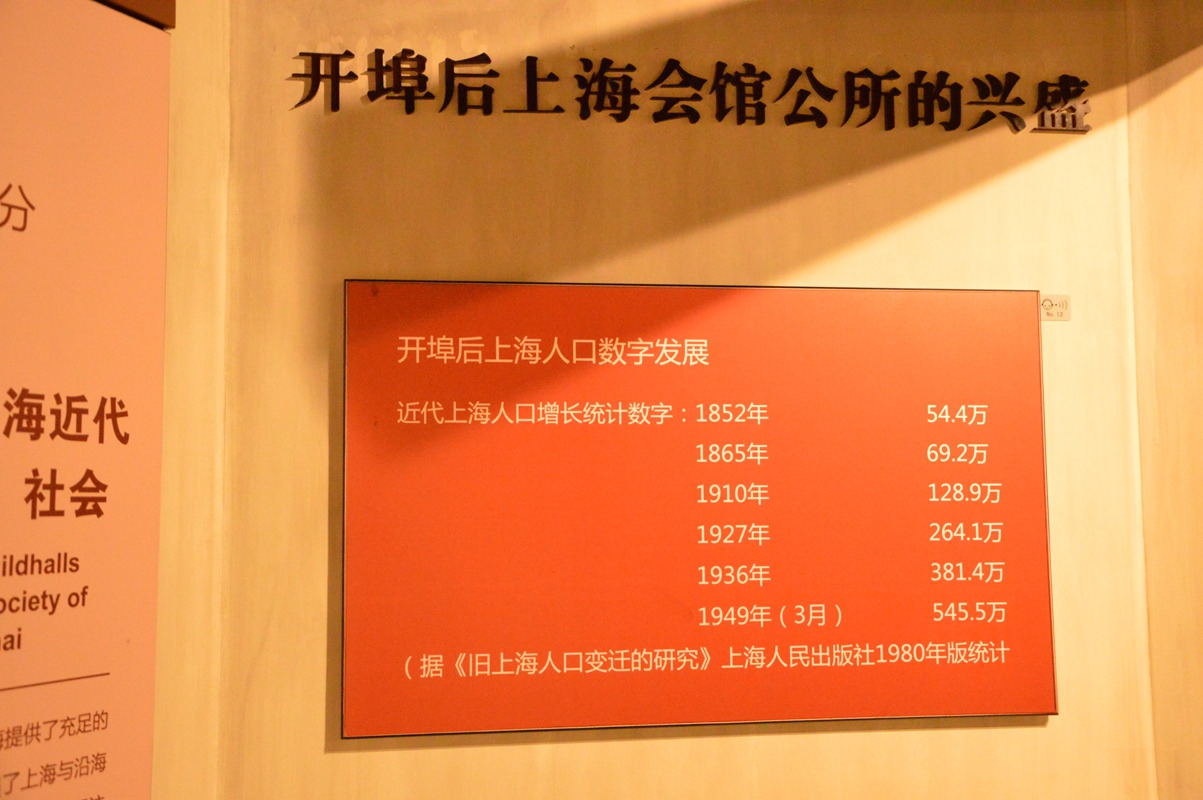 开埠后上海会馆公所的兴盛
分
海近代
社会
ildhalls
ociety of
ai
提供了充足的
了上海与沿海
开埠后上海人口数字发展
近代上海人口增长统计数字：1852年 54.4万
1865年 69.2万
1910年 128.9万
1927年 264.1万
1936年 381.4万
1949年（3月） 545.5万
（据《旧上海人口变迁的研究》上海人民出版社1980年版统计
No. 13